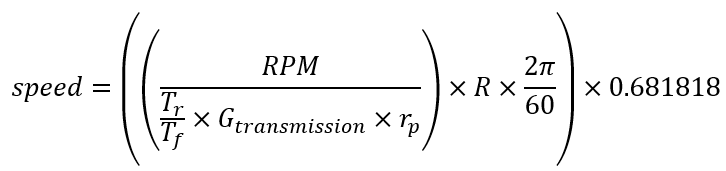 speed = ((RPM / (T_r / T_f × G_transmission × r_p)) × R × 2π / 60) × 0.681818